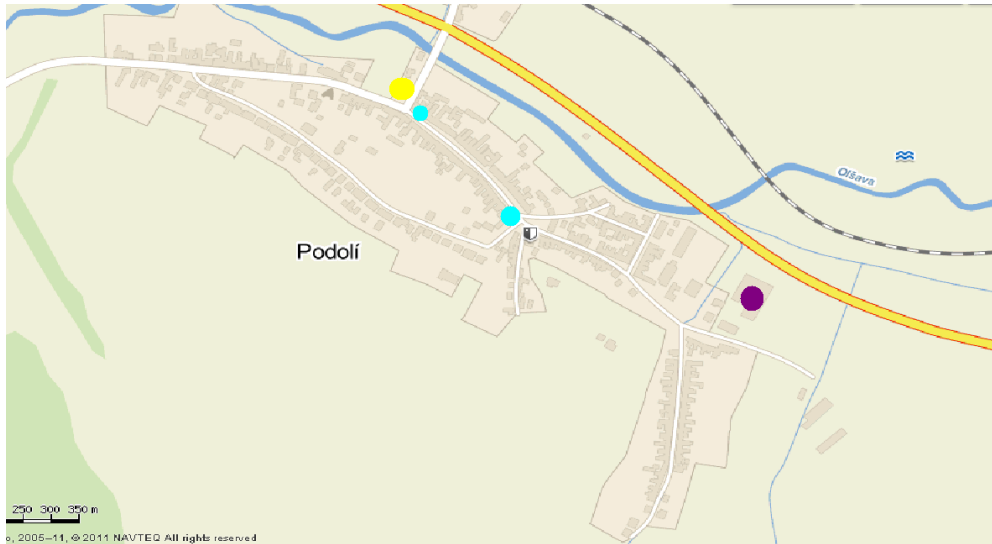 Olšava
Podolí
250 300 350 m
o, 2005–11, © 2011 NAVTEQ All rights reserved